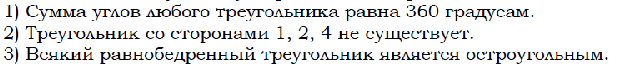 1) Сумма углов любого треугольника равна 360 градусам.
2) Треугольник со сторонами 1, 2, 4 не существует.
3) Всякий равнобедренный треугольник является остроугольным.